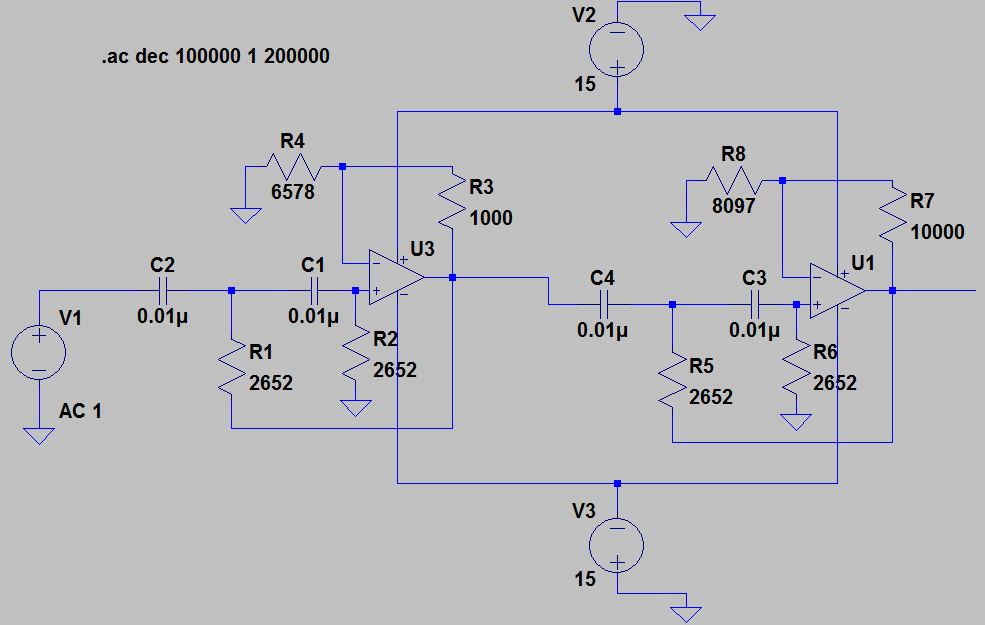 V2
.ac dec 100000 1 200000
15
R4
6578
R3
1000
R8
8097
R7
10000
U3
U1
C2
0.01µ
C1
0.01µ
C4
0.01µ
C3
0.01µ
V1
AC 1
R1
2652
R2
2652
R5
2652
R6
2652
V3
15